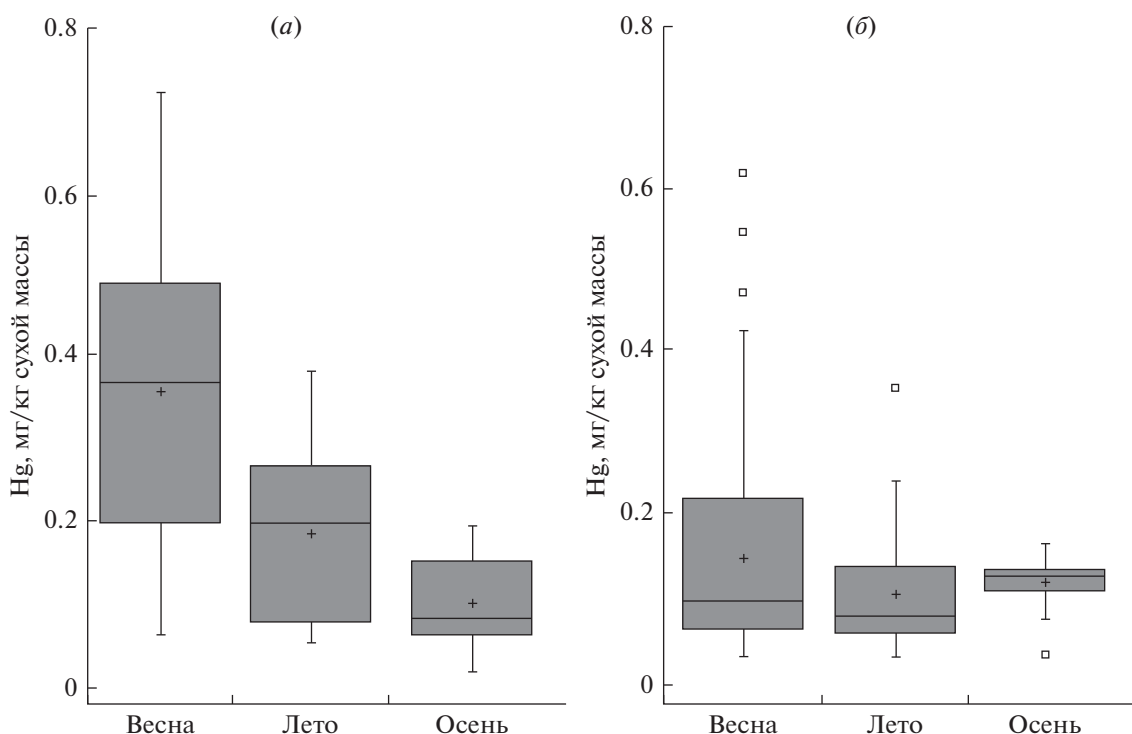 (а)
0.8
0.6
0.4
0.2
0
Hg, мг/кг сухой массы
Весна Лето Осень
(б)
0.8
0.6
0.4
0.2
0
Hg, мг/кг сухой массы
Весна Лето Осень